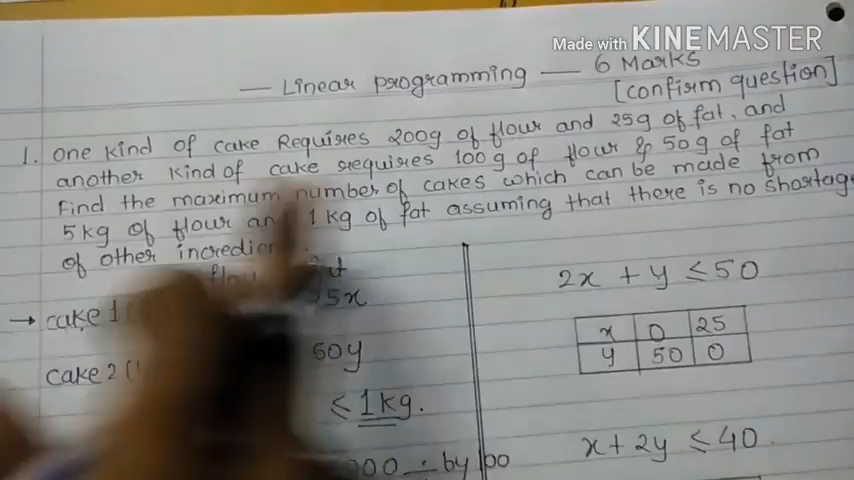 Made with KINEMASTER
— Linear programming — 6 Marks
[confirm question]
1. One kind of cake Requires 200g of flour and 25g of fat, and
another kind of cake requires 100g of flour & 50g of fat
Find the maximum number of cakes which can be made from
5kg of flour and 1kg of fat assuming that there is no shortage
of other incredien
→ cake 1
5x
cake 2 (
50y
≤ 1kg.
2x + y ≤ 50
x 0 25
y 50 0
x + 2y ≤ 40
000 ÷ by